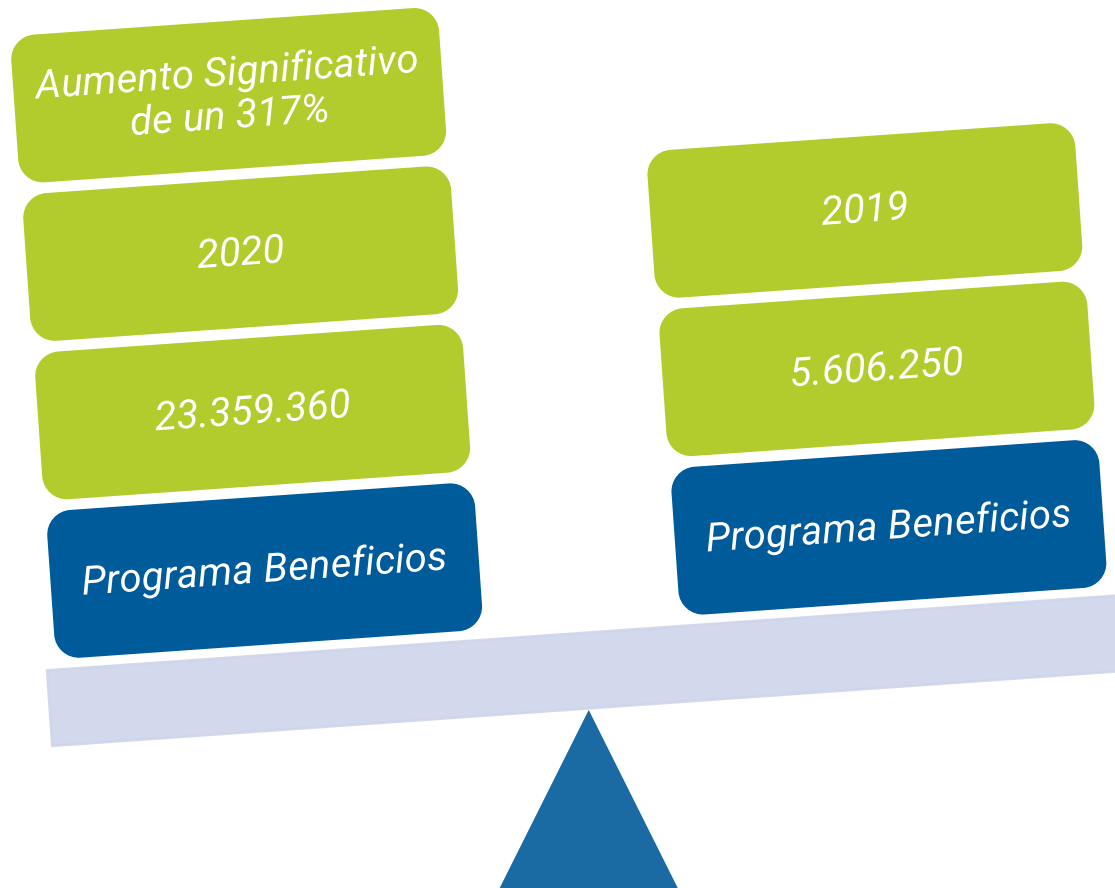 Aumento Significativo
de un 317%
2020
23.359.360
Programa Beneficios
2019
5.606.250
Programa Beneficios